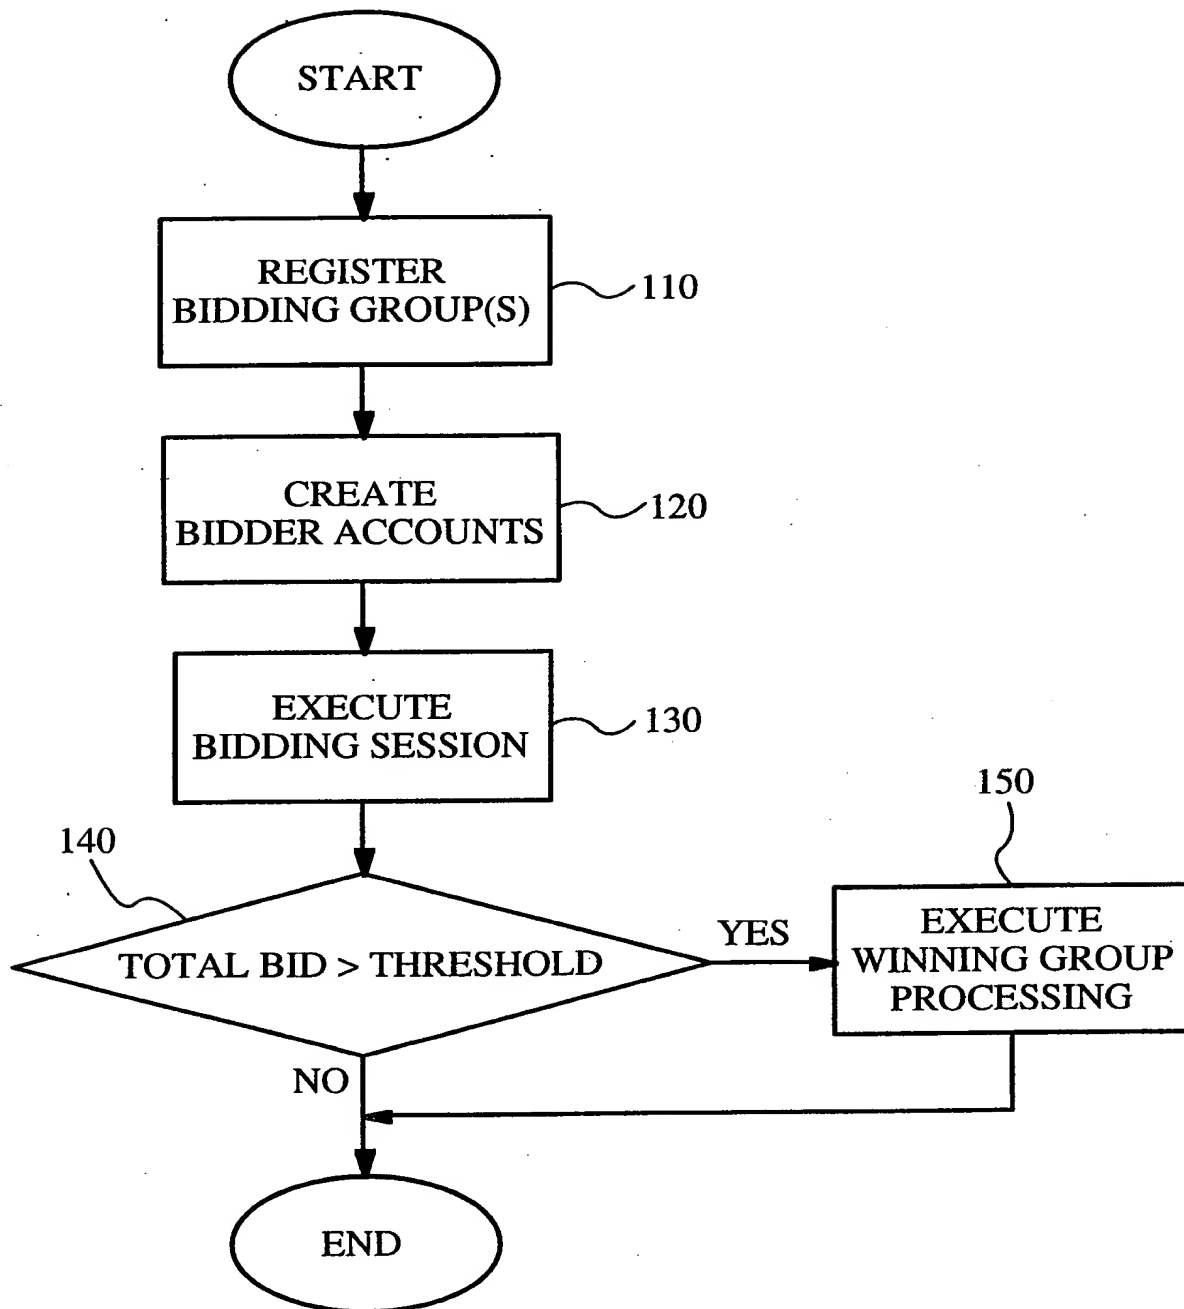 START
REGISTER
BIDDING GROUP(S)
110
CREATE
BIDDER ACCOUNTS
120
EXECUTE
BIDDING SESSION
130
140
TOTAL BID > THRESHOLD
YES
150
EXECUTE
WINNING GROUP
PROCESSING
NO
END